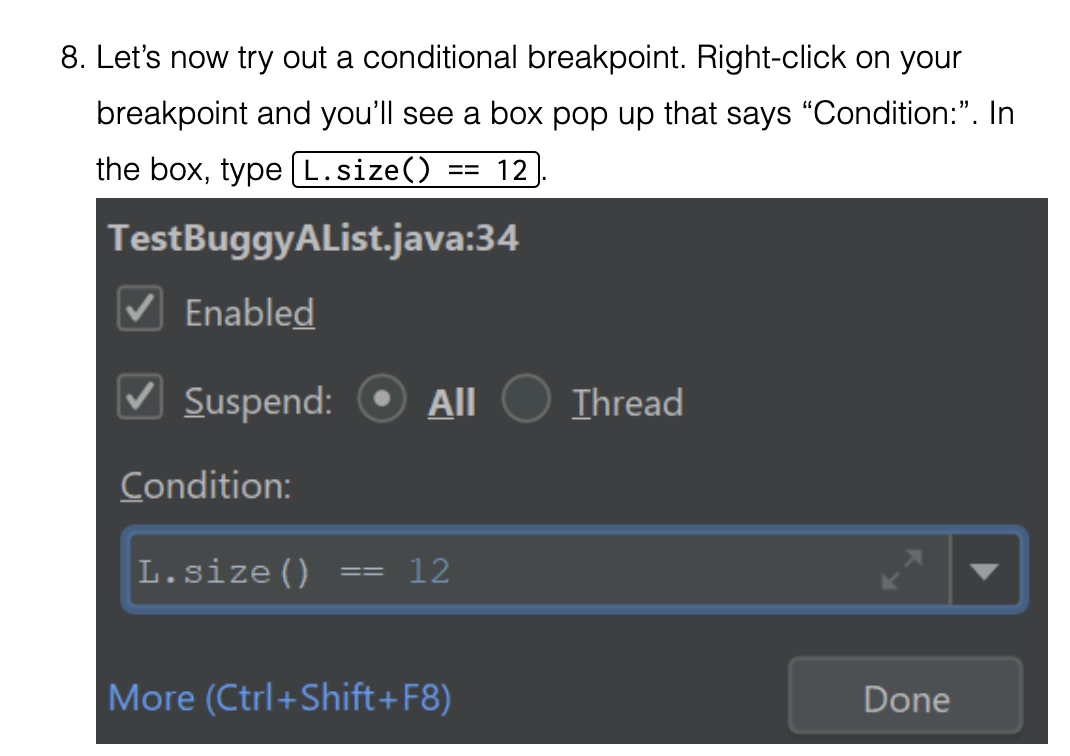 8. Let’s now try out a conditional breakpoint. Right-click on your
breakpoint and you’ll see a box pop up that says “Condition:”. In
the box, type L.size() == 12.
TestBuggyAList.java:34
Enabled
Suspend: All Thread
Condition:
L.size() == 12
More (Ctrl+Shift+F8) Done